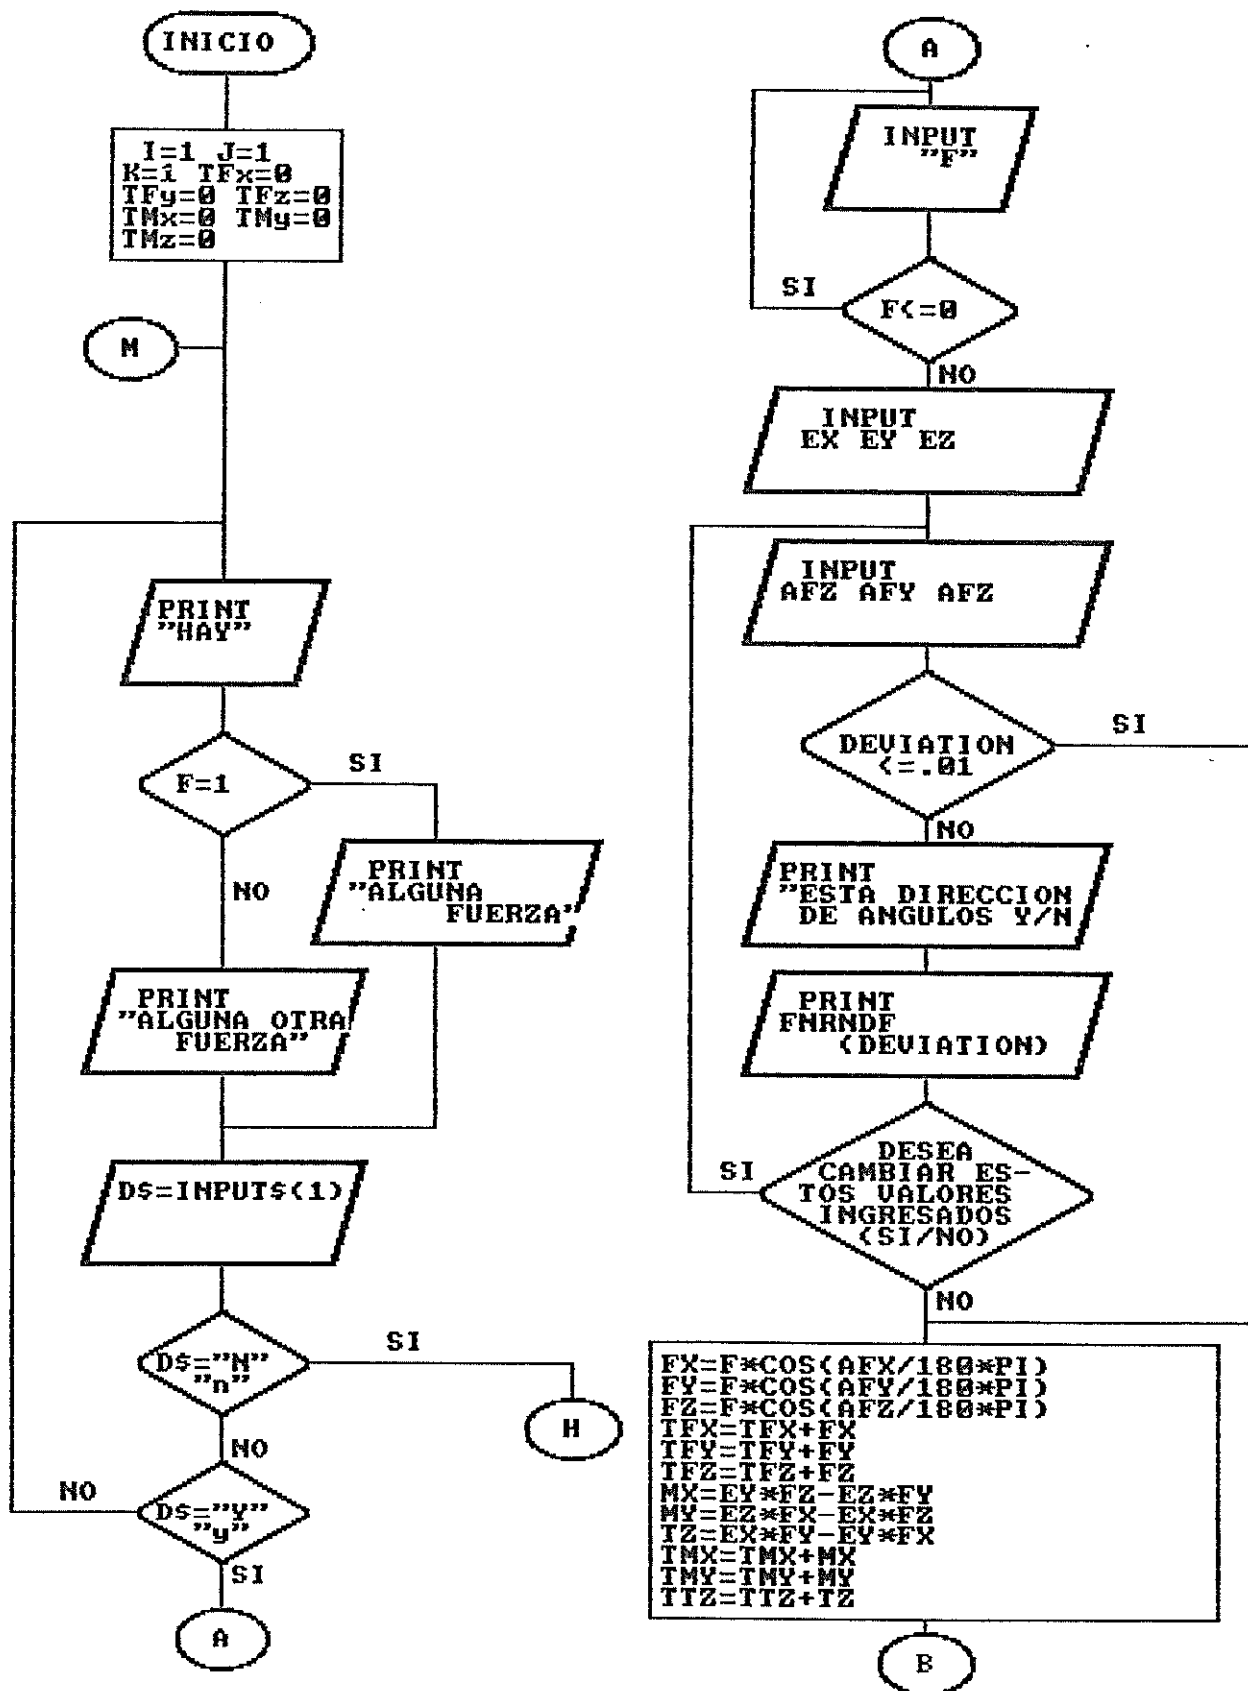 INICIO
I=1 J=1
K=1 TFx=0
TFy=0 TFz=0
TMx=0 TMy=0
TMz=0
M
PRINT
"HAY"
F=1
SI
NO
PRINT
"ALGUNA
FUERZA"
PRINT
"ALGUNA OTRA
FUERZA"
D$=INPUT$(1)
D$="N"
"n"
SI
H
NO
D$="Y"
"y"
NO
SI
A
A
INPUT
"F"
SI
F<=0
NO
INPUT
EX EY EZ
INPUT
AFZ AFY AFZ
DEVIATION
<=.01
SI
NO
PRINT
"ESTA DIRECCION
DE ANGULOS Y/N
PRINT
FNRNDF
(DEVIATION)
SI
DESEA
CAMBIAR ES-
TOS VALORES
INGRESADOS
(SI/NO)
NO
FX=F*COS(AFX/180*PI)
FY=F*COS(AFY/180*PI)
FZ=F*COS(AFZ/180*PI)
TFX=TFX+FX
TFY=TFY+FY
TFZ=TFZ+FZ
MX=EY*FZ-EZ*FY
MY=EZ*FX-EX*FZ
TZ=EX*FY-EY*FX
TMX=TMX+MX
TMY=TMY+MY
TTZ=TTZ+TZ
B